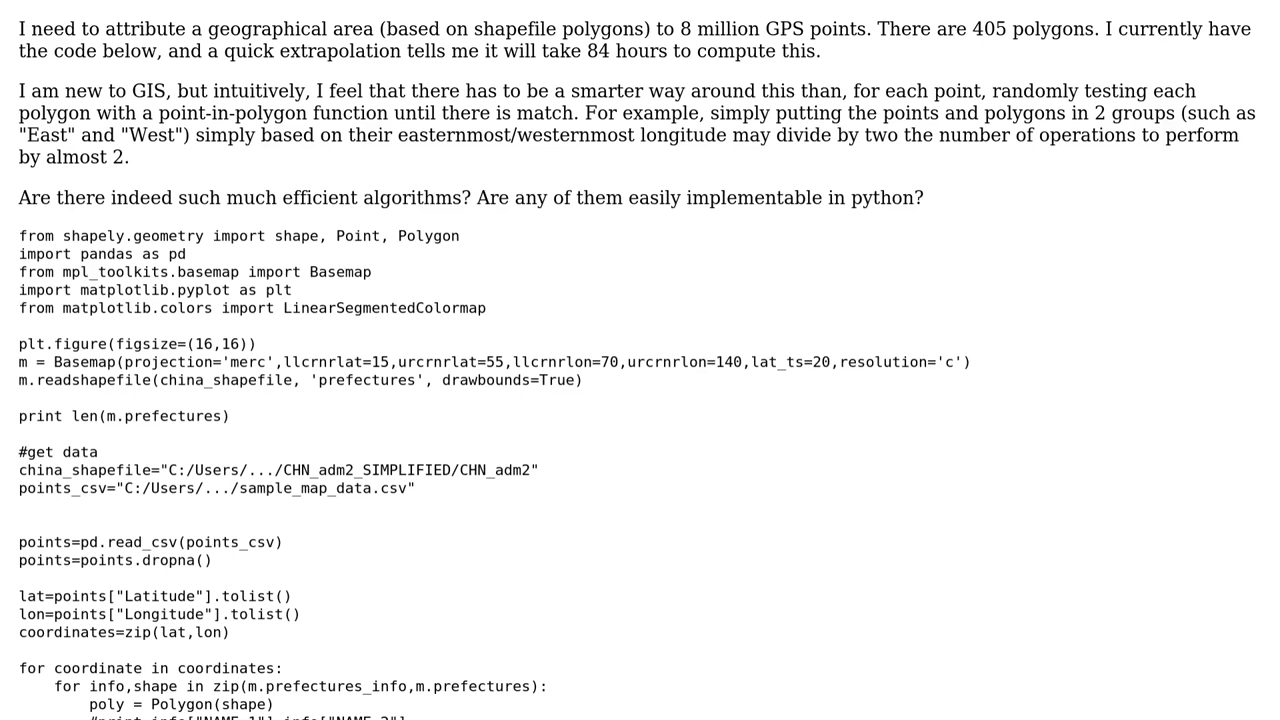 I need to attribute a geographical area (based on shapefile polygons) to 8 million GPS points. There are 405 polygons. I currently have
the code below, and a quick extrapolation tells me it will take 84 hours to compute this.
I am new to GIS, but intuitively, I feel that there has to be a smarter way around this than, for each point, randomly testing each
polygon with a point-in-polygon function until there is match. For example, simply putting the points and polygons in 2 groups (such as
"East" and "West") simply based on their easternmost/westernmost longitude may divide by two the number of operations to perform
by almost 2.
Are there indeed such much efficient algorithms? Are any of them easily implementable in python?
from shapely.geometry import shape, Point, Polygon
import pandas as pd
from mpl_toolkits.basemap import Basemap
import matplotlib.pyplot as plt
from matplotlib.colors import LinearSegmentedColormap
plt.figure(figsize=(16,16))
m = Basemap(projection='merc',llcrnrlat=15,urcrnrlat=55,llcrnrlon=70,urcrnrlon=140,lat_ts=20,resolution='c')
m.readshapefile(china_shapefile, 'prefectures', drawbounds=True)
print len(m.prefectures)
#get data
china_shapefile="C:/Users/.../CHN_adm2_SIMPLIFIED/CHN_adm2"
points_csv="C:/Users/.../sample_map_data.csv"
points=pd.read_csv(points_csv)
points=points.dropna()
lat=points["Latitude"].tolist()
lon=points["Longitude"].tolist()
coordinates=zip(lat,lon)
for coordinate in coordinates:
    for info,shape in zip(m.prefectures_info,m.prefectures):
        poly = Polygon(shape)